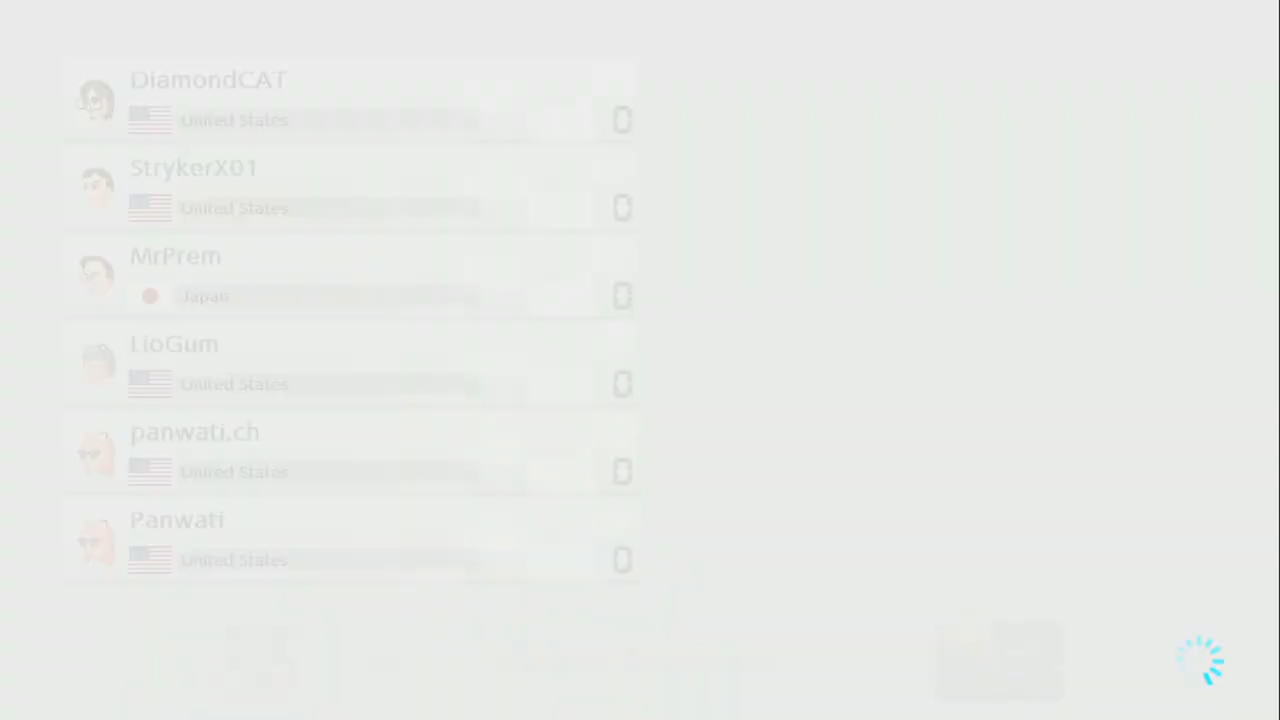 DiamondCAT
United States 0
StrykerX01
United States 0
MrPrem
Japan 0
LioGum
United States 0
panwati.ch
United States 0
Panwati
United States 0